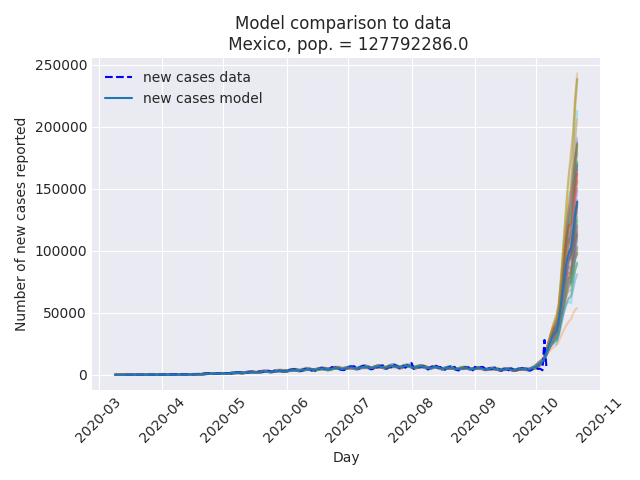 Model comparison to data
Mexico, pop. = 127792286.0
new cases data
new cases model
Number of new cases reported
250000
200000
150000
100000
50000
0
2020-03
2020-04
2020-05
2020-06
2020-07
2020-08
2020-09
2020-10
2020-11
Day